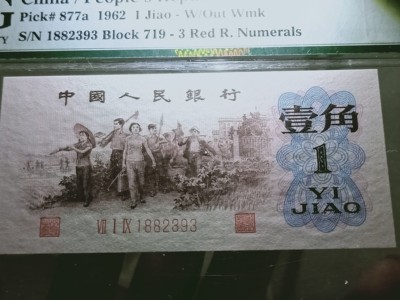 China / People's Rep
Pick# 877a 1962 1 Jiao - W/Out Wmk
S/N 1882393 Block 719 - 3 Red R. Numerals
中國人民銀行
壹角
1
YI
JIAO
VII I IX 1882393